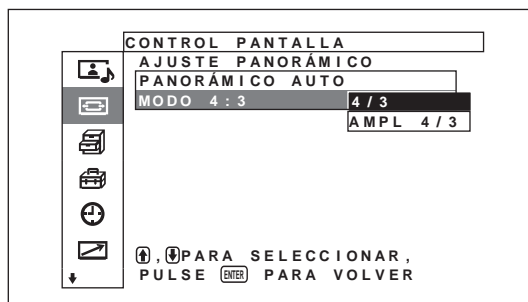 CONTROL PANTALLA
AJUSTE PANORÁMICO
PANORÁMICO AUTO
MODO 4:3 4/3
AMPL 4/3
,PARA SELECCIONAR,
PULSE ENTER PARA VOLVER